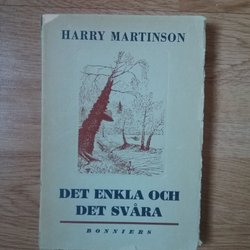 HARRY MARTINSON
DET ENKLA OCH
DET SVÅRA
BONNIERS